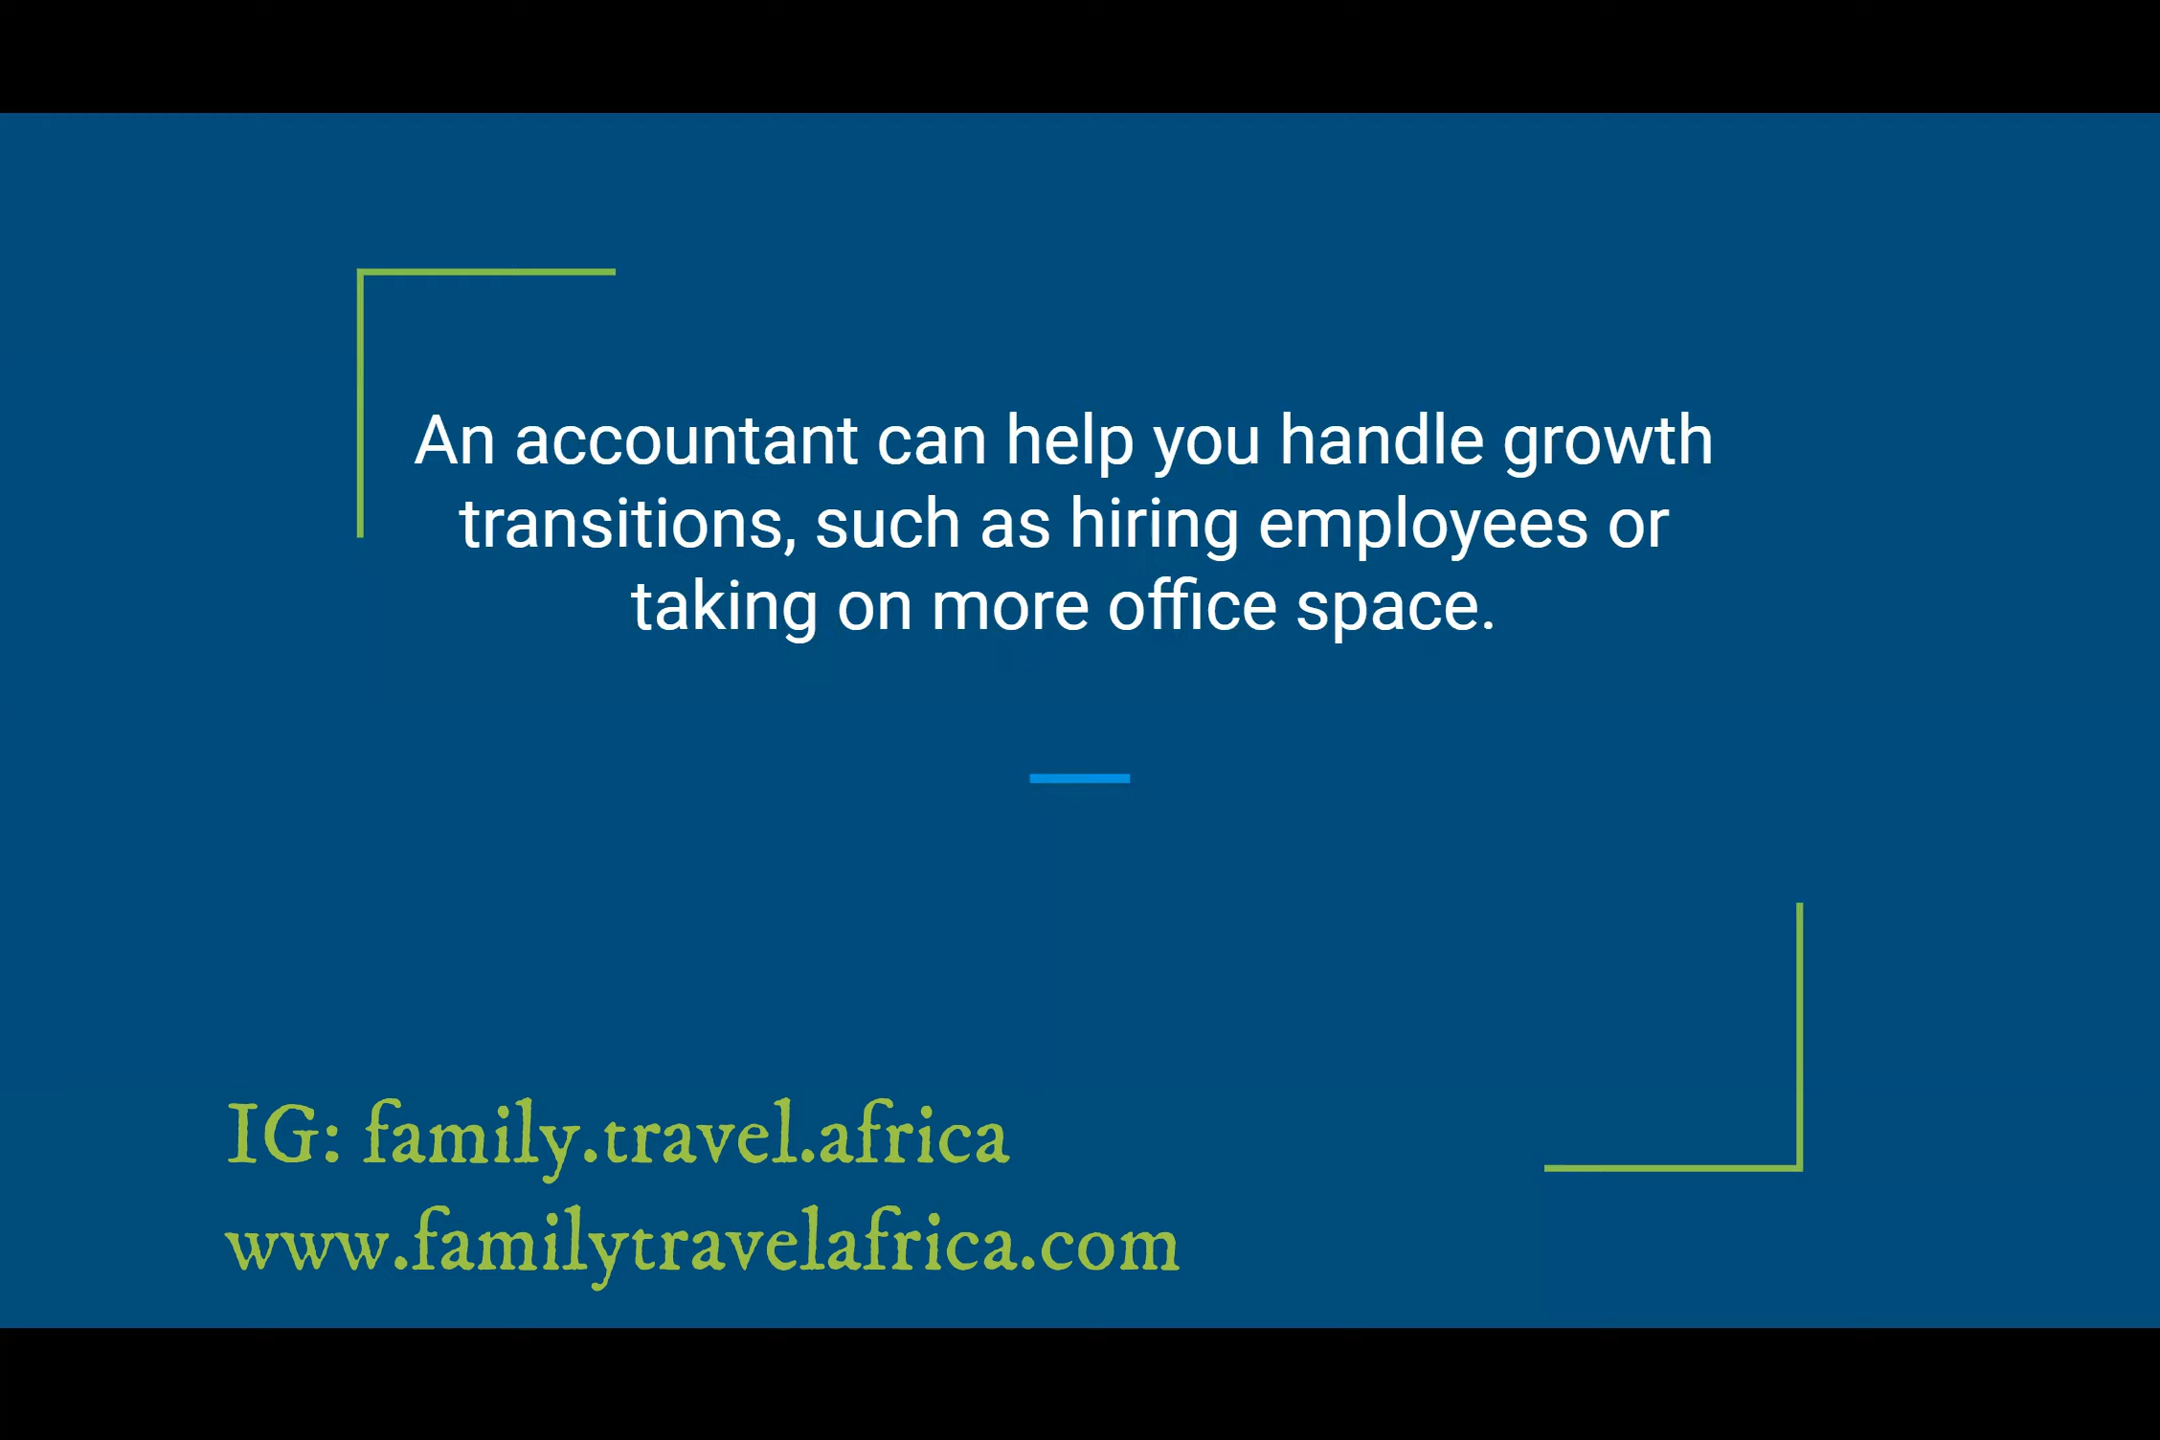 An accountant can help you handle growth
transitions, such as hiring employees or
taking on more office space.
IG: family.travel.africa
www.familytravelafrica.com